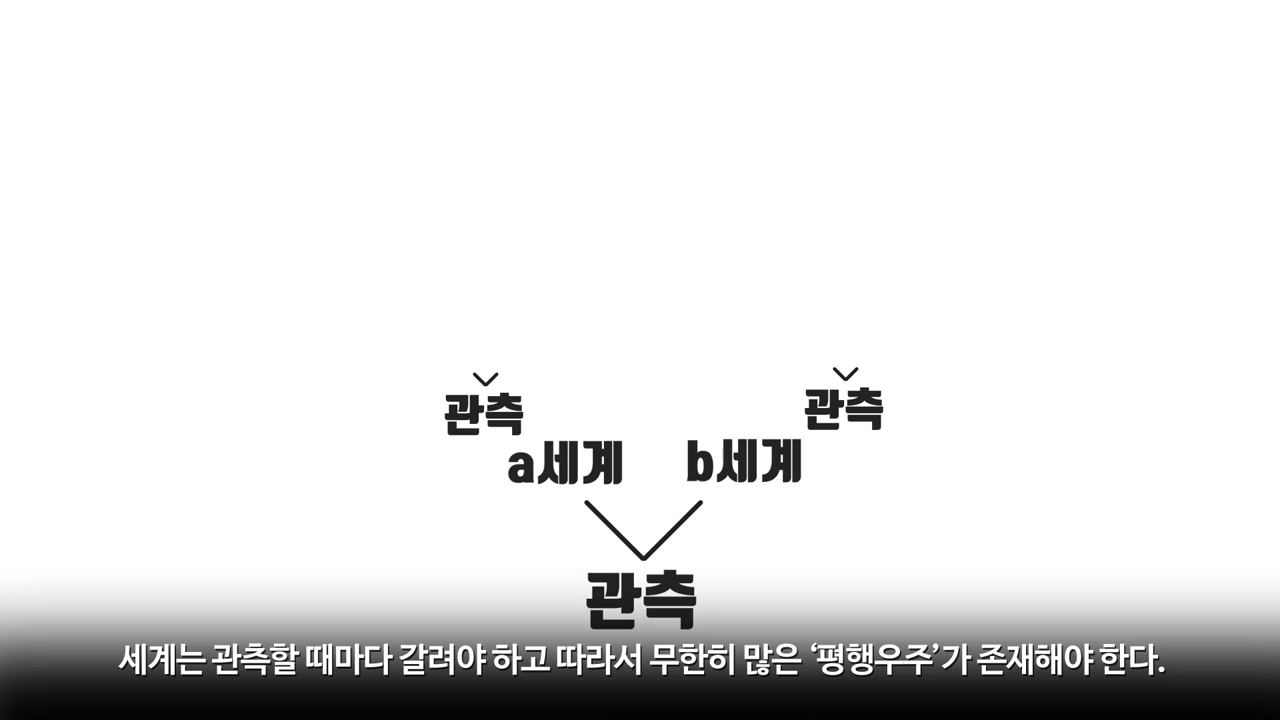 관측
관측
a세계
b세계
관측
세계는 관측할 때마다 갈려야 하고 따라서 무한히 많은 ‘평행우주’가 존재해야 한다.